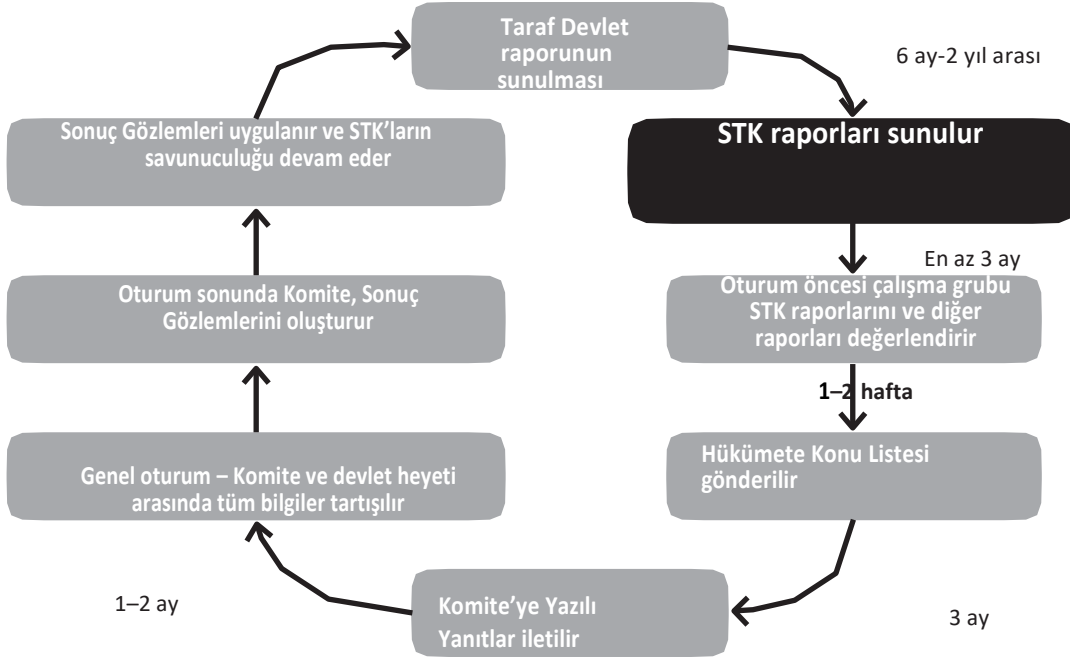 Taraf Devlet
raporunun
sunulması
6 ay-2 yıl arası
STK raporları sunulur
En az 3 ay
Oturum öncesi çalışma grubu
STK raporlarını ve diğer
raporları değerlendirir
1–2 hafta
Hükümete Konu Listesi
gönderilir
3 ay
Komite’ye Yazılı
Yanıtlar iletilir
1–2 ay
Genel oturum – Komite ve devlet heyeti
arasında tüm bilgiler tartışılır
Oturum sonunda Komite, Sonuç
Gözlemlerini oluşturur
Sonuç Gözlemleri uygulanır ve STK’ların
savunuculuğu devam eder